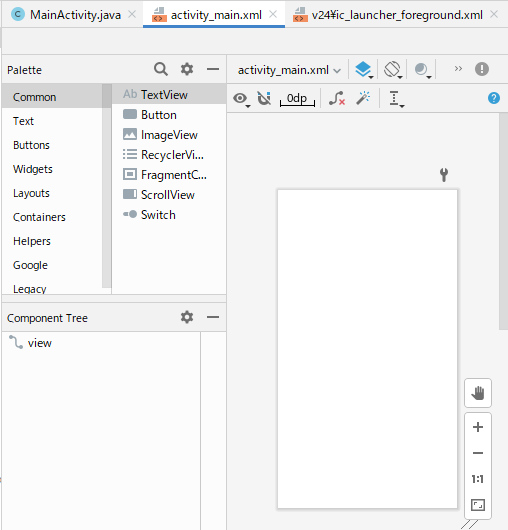 MainActivity.java
activity_main.xml
v24¥ic_launcher_foreground.xml
Palette
activity_main.xml
Common
Text
Buttons
Widgets
Layouts
Containers
Helpers
Google
Legacy
Ab TextView
Button
ImageView
RecyclerVi...
FragmentC...
ScrollView
Switch
0dp
Component Tree
view
1:1